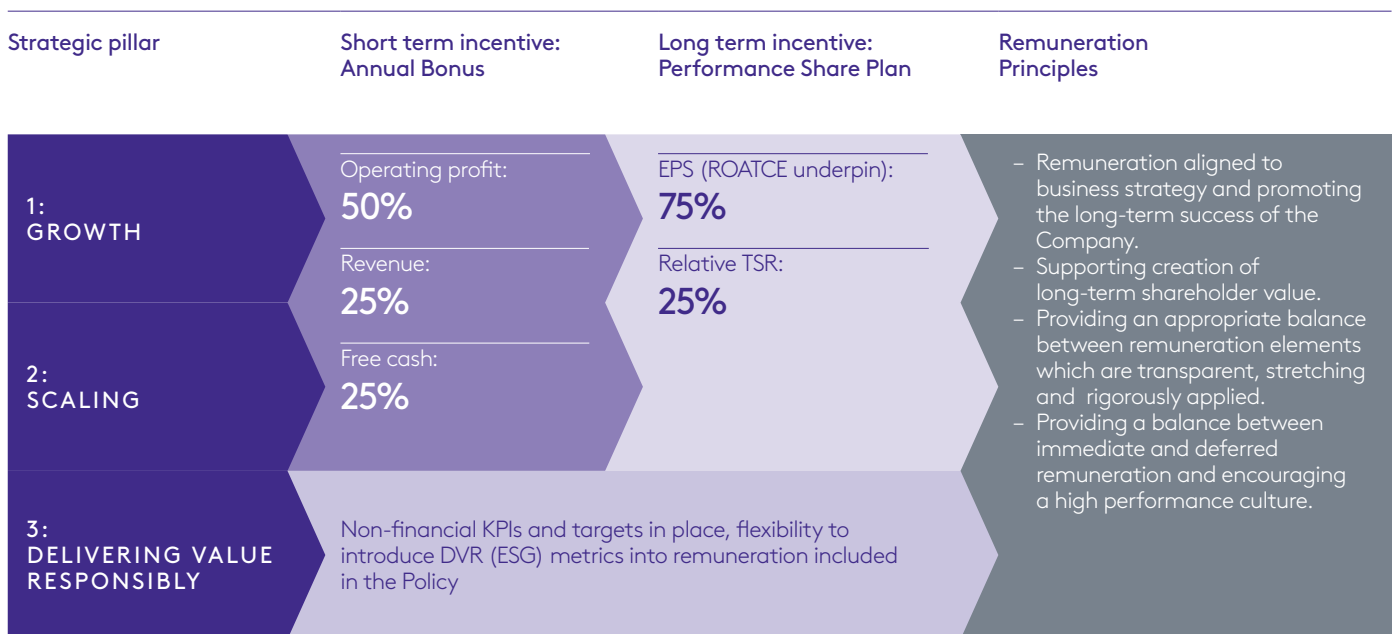 Strategic pillar
Short term incentive:
Annual Bonus
Long term incentive:
Performance Share Plan
Remuneration
Principles
1:
GROWTH
Operating profit:
50%
Revenue:
25%
EPS (ROATCE underpin):
75%
Relative TSR:
25%
2:
SCALING
Free cash:
25%
3:
DELIVERING VALUE
RESPONSIBLY
Non-financial KPIs and targets in place, flexibility to
introduce DVR (ESG) metrics into remuneration included
in the Policy
– Remuneration aligned to
business strategy and promoting
the long-term success of the
Company.
– Supporting creation of
long-term shareholder value.
– Providing an appropriate balance
between remuneration elements
which are transparent, stretching
and rigorously applied.
– Providing a balance between
immediate and deferred
remuneration and encouraging
a high performance culture.